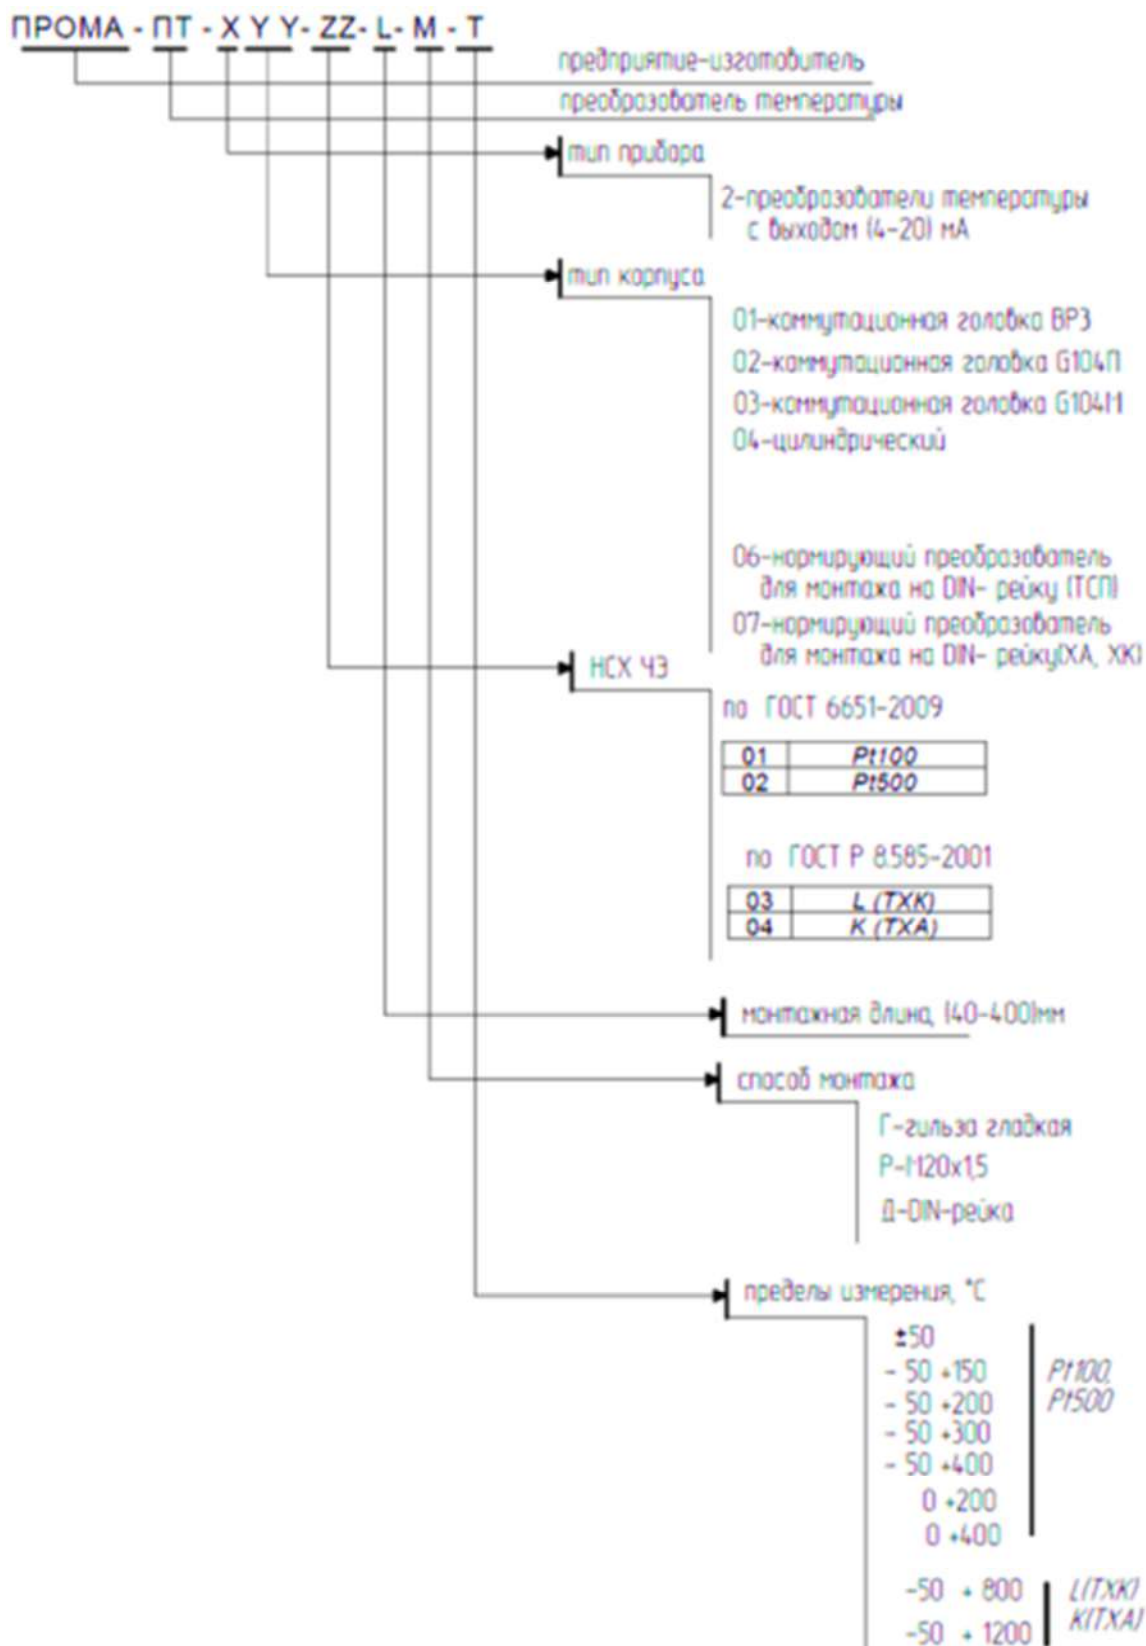 ПРОМА - ПТ - X Y Y- ZZ- L- M - T
предприятие-изготовитель
преобразователь температуры
тип прибора
2-преобразователи температуры
с выходом (4-20) мА
тип корпуса
01-коммутационная головка ВР3
02-коммутационная головка G104П
03-коммутационная головка G104М
04-цилиндрический
06-нормирующий преобразователь
для монтажа на DIN- рейку (ТСП)
07-нормирующий преобразователь
для монтажа на DIN- рейку(ХА, ХК)
НСХ ЧЭ
по ГОСТ 6651-2009
01 Pt100
02 Pt500
по ГОСТ Р 8.585-2001
03 L (ТХК)
04 K (ТХА)
монтажная длина, (40-400)мм
способ монтажа
Г-гильза гладкая
Р-М20х1,5
Д-DIN-рейка
пределы измерения, °С
±50
- 50 +150
- 50 +200
- 50 +300
- 50 +400
0 +200
0 +400
Pt100,
Pt500
-50 + 800 L(ТХК)
-50 + 1200 K(ТХА)